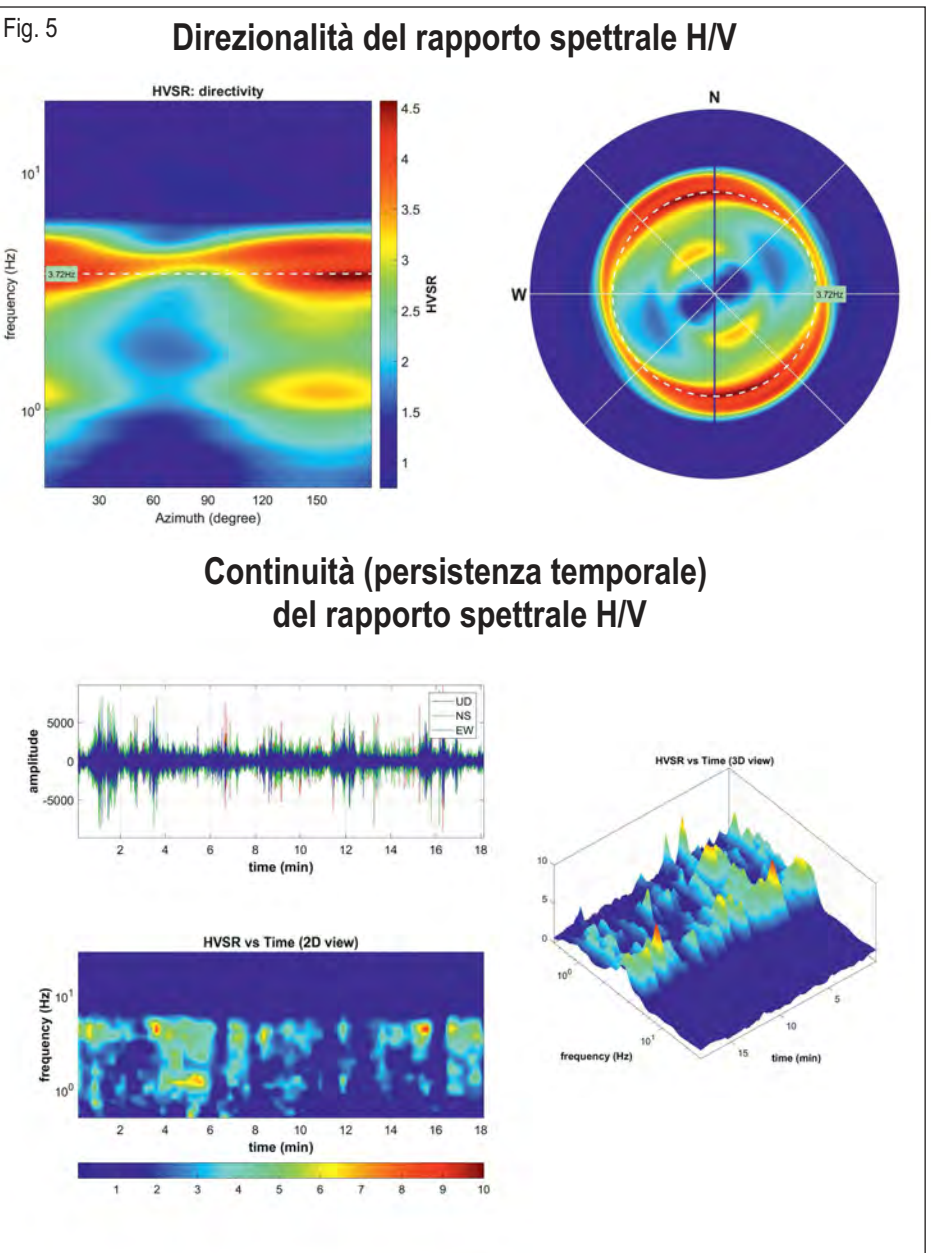 Fig. 5
Direzionalità del rapporto spettrale H/V
HVSR: directivity
frequency (Hz)
10¹
10⁰
3.72Hz
30 60 90 120 150
Azimuth (degree)
4.5
4
3.5
3
2.5
2
1.5
1
HVSR
N
W
3.72Hz
Continuità (persistenza temporale)
del rapporto spettrale H/V
amplitude
5000
0
-5000
UD
NS
EW
2 4 6 8 10 12 14 16 18
time (min)
HVSR vs Time (2D view)
frequency (Hz)
10¹
10⁰
2 4 6 8 10 12 14 16 18
time (min)
1 2 3 4 5 6 7 8 9 10
HVSR vs Time (3D view)
10
5
0
10⁰
10¹
frequency (Hz)
15
10
5
time (min)